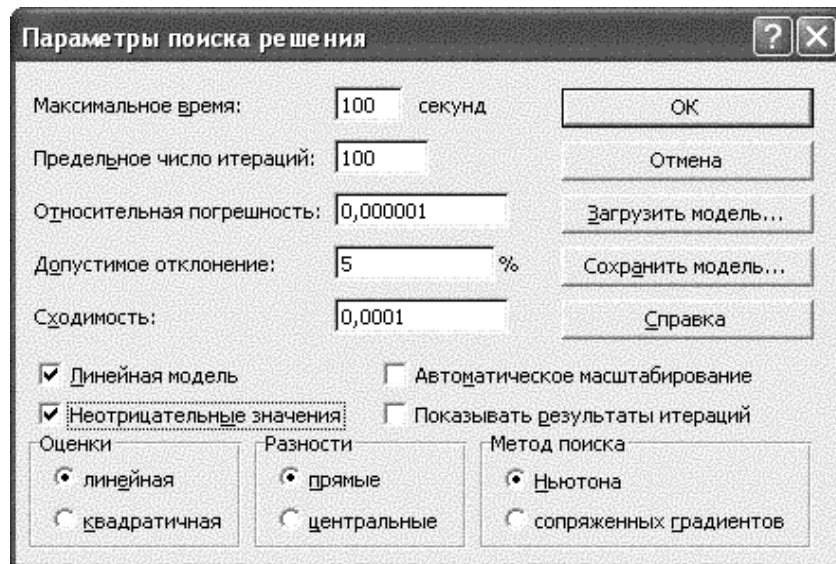 Параметры поиска решения
Максимальное время: 100 секунд
ОК
Предельное число итераций: 100
Отмена
Относительная погрешность: 0,000001
Загрузить модель...
Допустимое отклонение: 5 %
Сохранить модель...
Сходимость: 0,0001
Справка
Линейная модель
Автоматическое масштабирование
Неотрицательные значения
Показывать результаты итераций
Оценки
Разности
Метод поиска
линейная
прямые
Ньютона
квадратичная
центральные
сопряженных градиентов